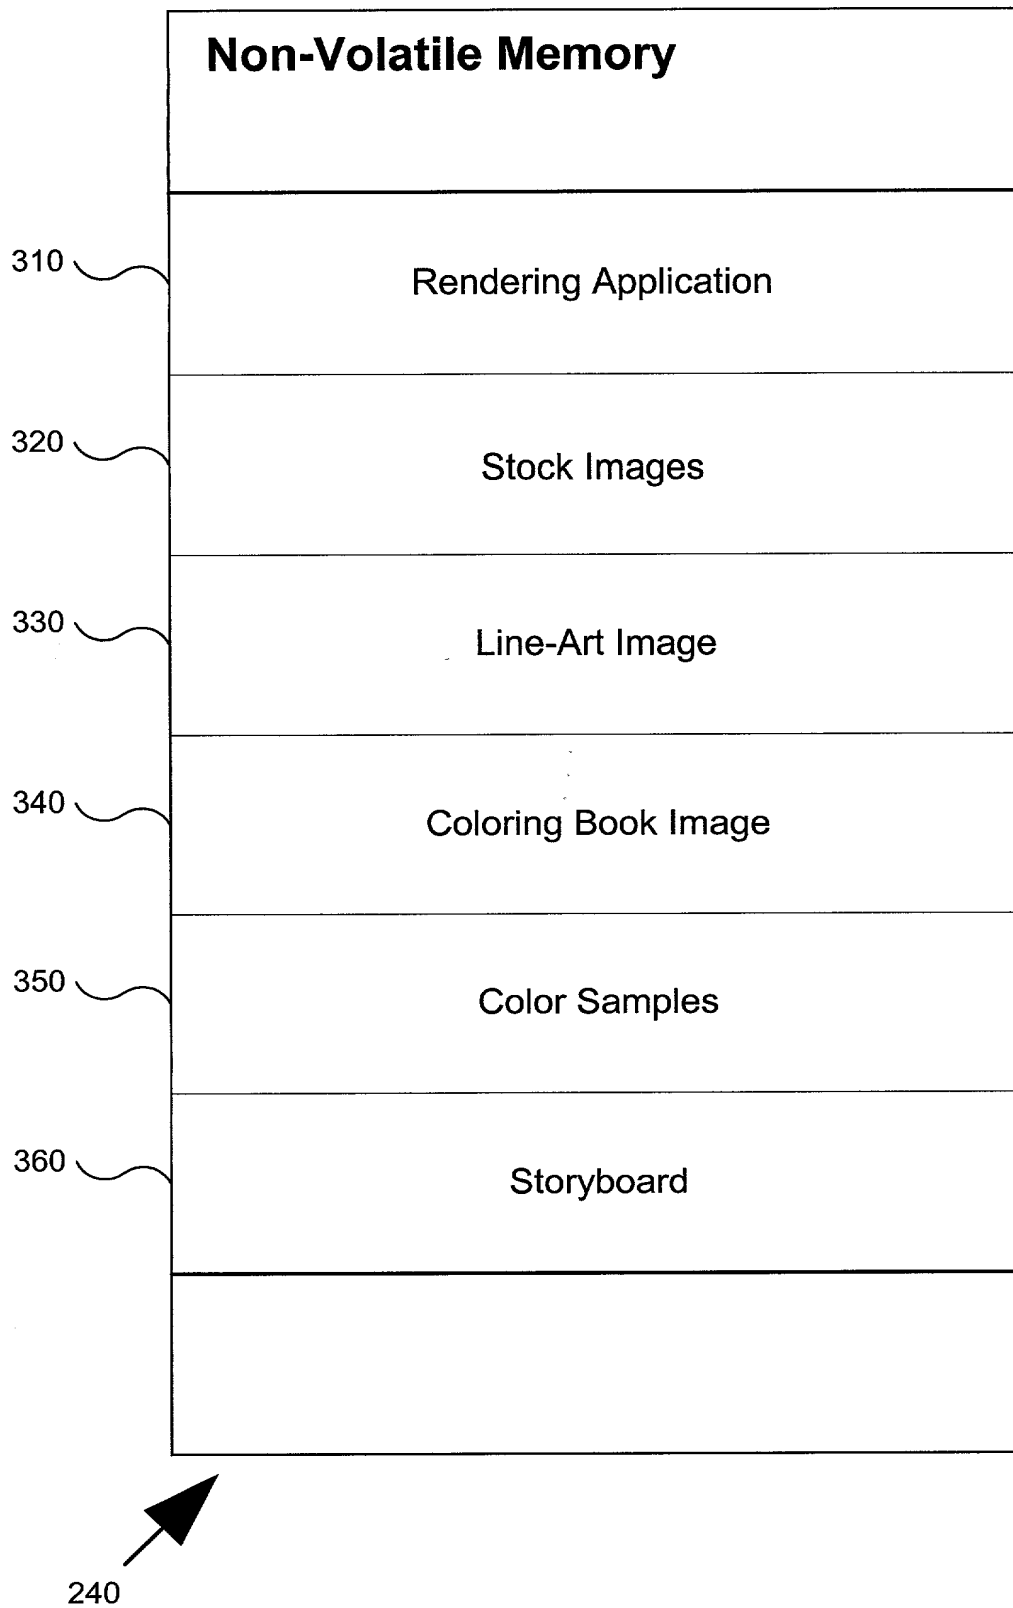 Non-Volatile Memory
310
Rendering Application
320
Stock Images
330
Line-Art Image
340
Coloring Book Image
350
Color Samples
360
Storyboard
240